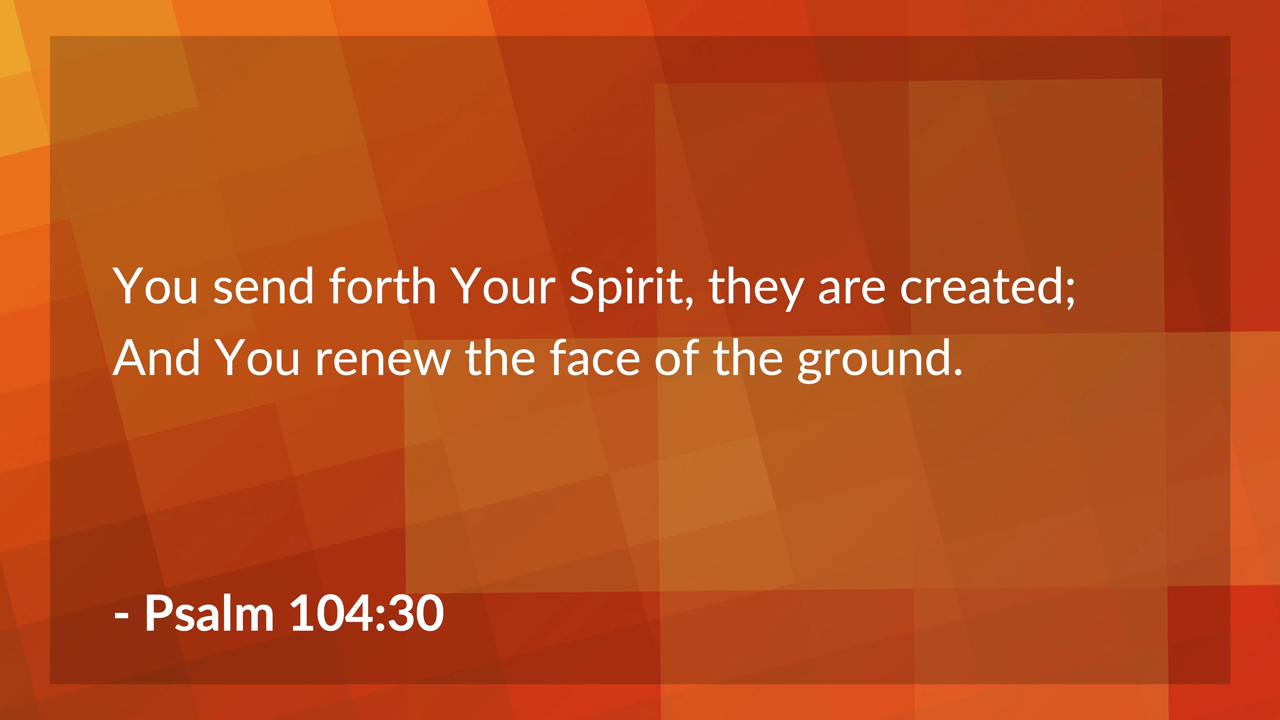 You send forth Your Spirit, they are created;
And You renew the face of the ground.
- Psalm 104:30